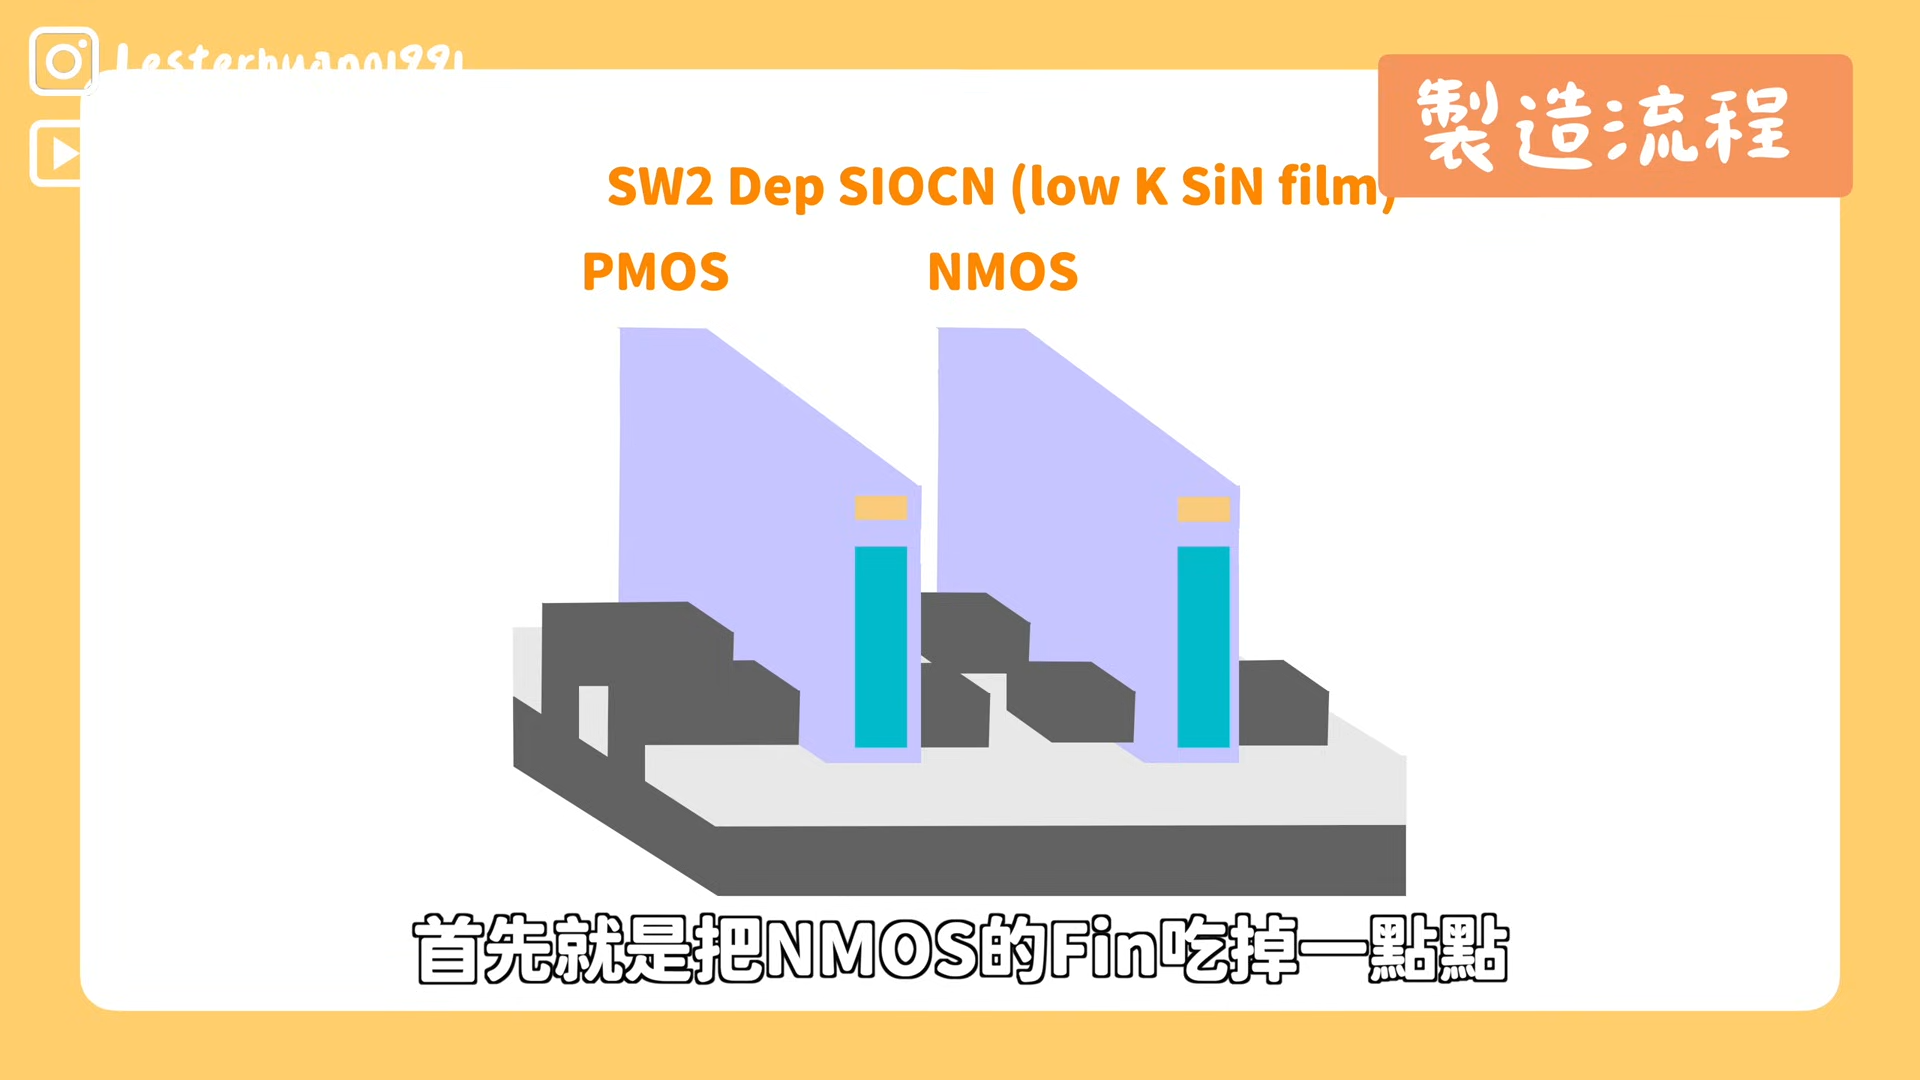 Lesterhuang1991
製造流程
SW2 Dep SIOCN (low K SiN film)
PMOS
NMOS
首先就是把NMOS的Fin吃掉一點點